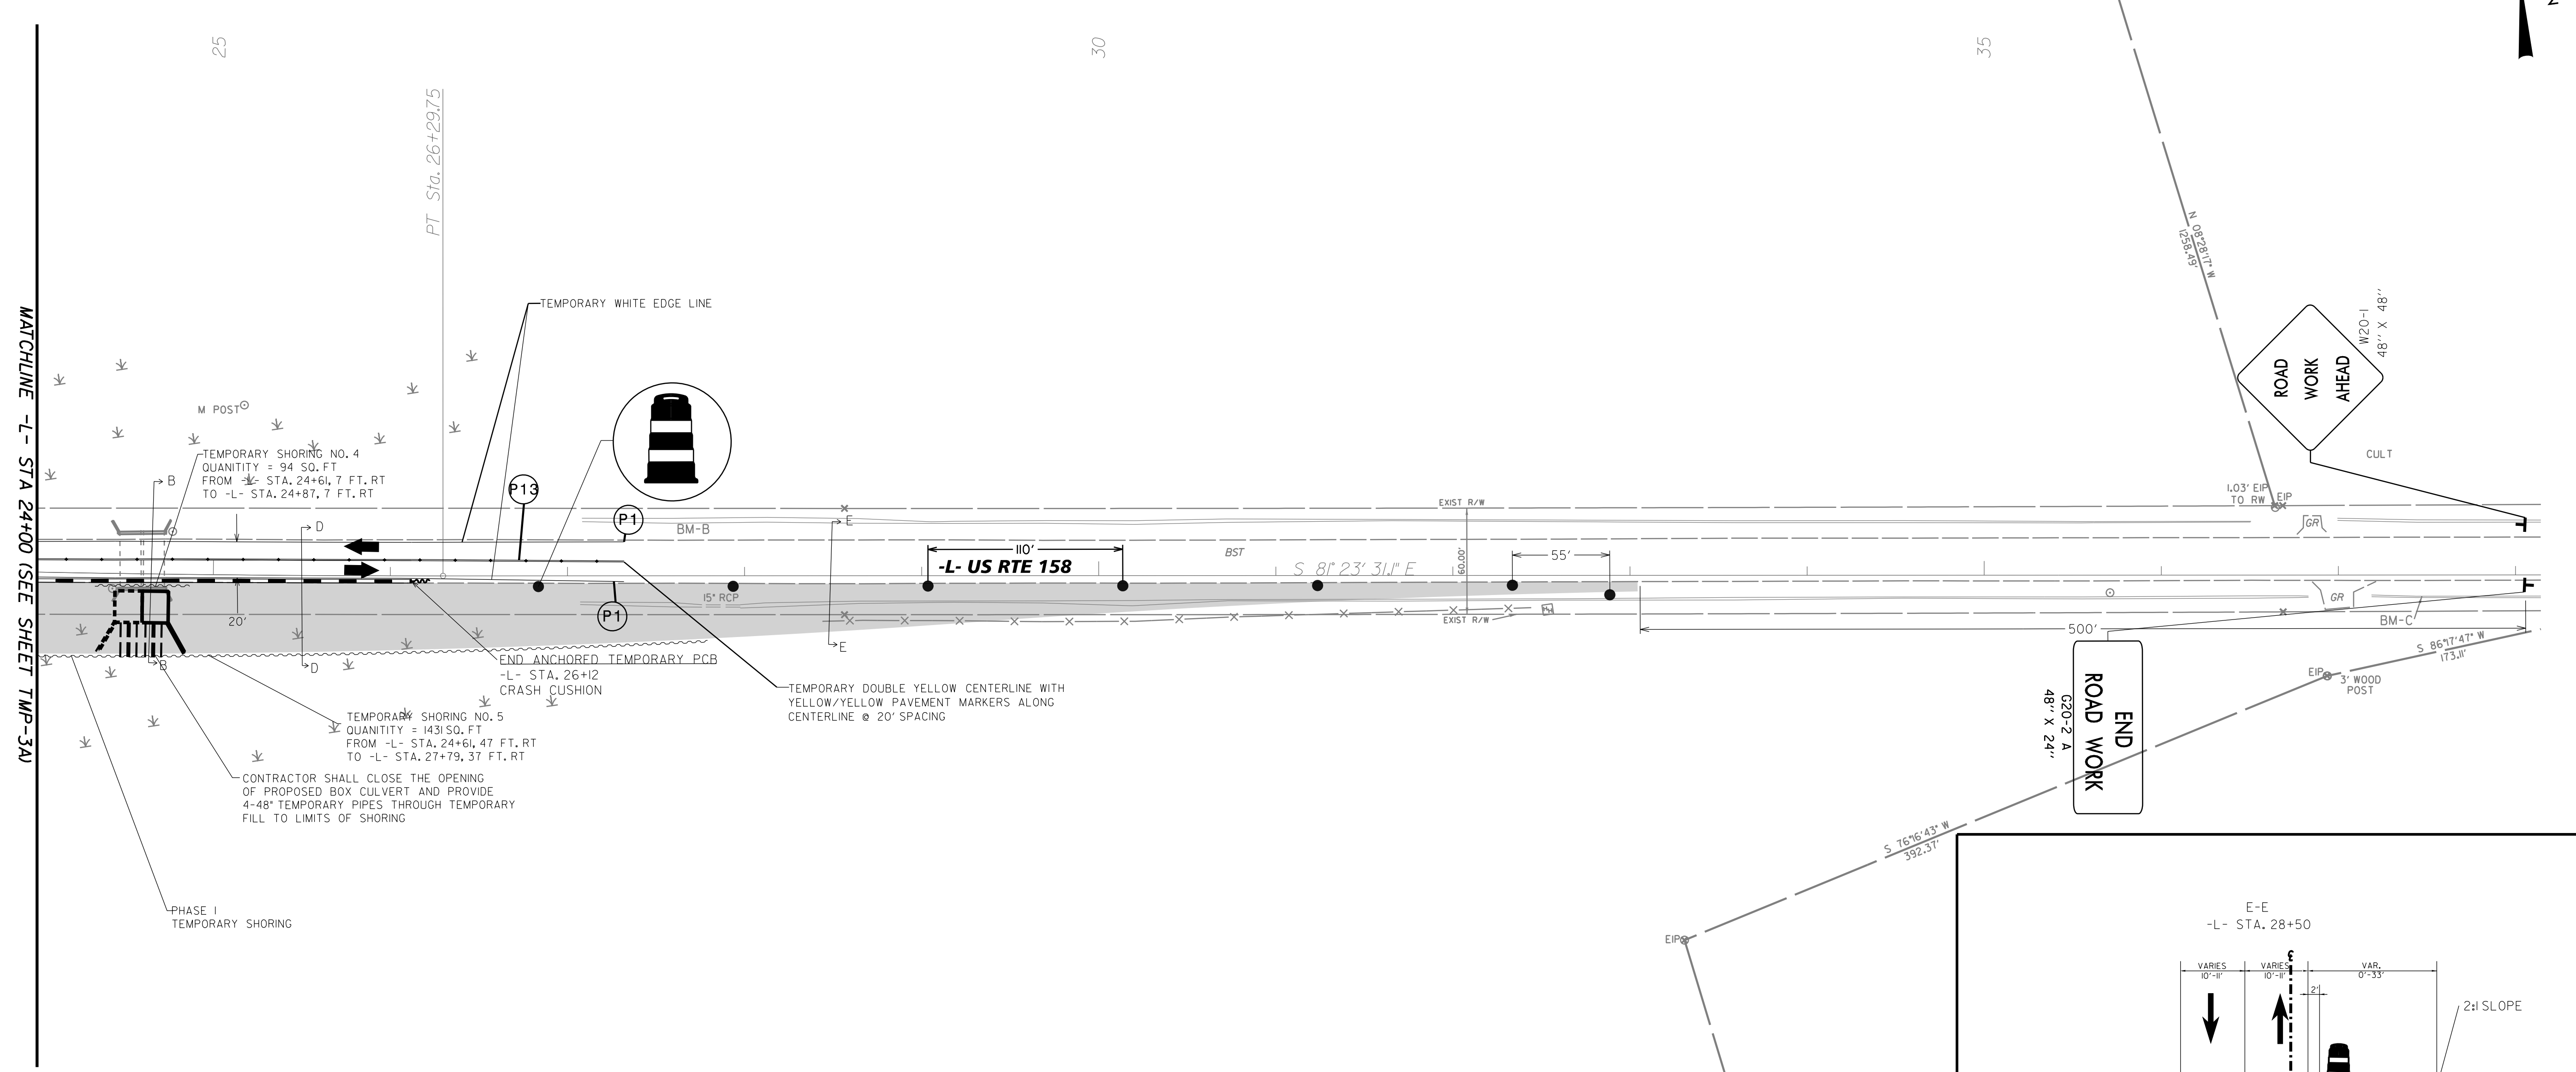 25
30
35
N
PT Sta. 26+29.75
MATCHLINE -L- STA 24+00 (SEE SHEET TMP-3A)
TEMPORARY WHITE EDGE LINE
M POST
TEMPORARY SHORING NO. 4
QUANITITY = 94 SQ. FT
FROM -L- STA. 24+61, 7 FT. RT
TO -L- STA. 24+87, 7 FT. RT
B
D
P13
P1
BM-B
E
EXIST R/W
110'
-L- US RTE 158
BST
S 81° 23' 31.1" E
60.00'
55'
15" RCP
P1
EXIST R/W
20'
B
D
E
END ANCHORED TEMPORARY PCB
-L- STA. 26+12
CRASH CUSHION
TEMPORARY DOUBLE YELLOW CENTERLINE WITH
YELLOW/YELLOW PAVEMENT MARKERS ALONG
CENTERLINE @ 20' SPACING
TEMPORARY SHORING NO. 5
QUANITITY = 1431 SQ. FT
FROM -L- STA. 24+61, 47 FT. RT
TO -L- STA. 27+79, 37 FT. RT
CONTRACTOR SHALL CLOSE THE OPENING
OF PROPOSED BOX CULVERT AND PROVIDE
4-48" TEMPORARY PIPES THROUGH TEMPORARY
FILL TO LIMITS OF SHORING
PHASE I
TEMPORARY SHORING
N 08°28'17" W
1258.49'
ROAD
WORK
AHEAD
W20-1
48'' X 48''
CULT
1.03' EIP
TO RW
EIP
GR
GR
500'
BM-C
S 86°17'47" W
173.11'
EIP
3' WOOD
POST
END
ROAD WORK
G20-2 A
48'' X 24''
S 76°16'43" W
392.37'
EIP
E-E
-L- STA. 28+50
VARIES
10'-11'
VARIES
10'-11'
VAR.
0'-33'
2'
2:1 SLOPE